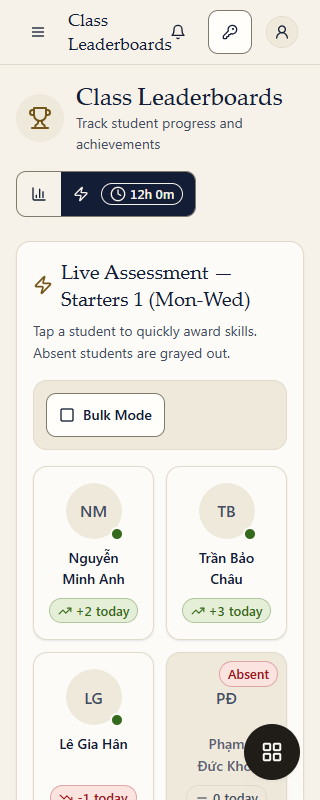 Class
Leaderboards
Class Leaderboards
Track student progress and
achievements
12h 0m
Live Assessment —
Starters 1 (Mon-Wed)
Tap a student to quickly award skills.
Absent students are grayed out.
Bulk Mode
NM
Nguyễn
Minh Anh
+2 today
TB
Trần Bảo
Châu
+3 today
LG
Lê Gia Hân
-1 today
Absent
PĐ
Phạm
Đức
0 today